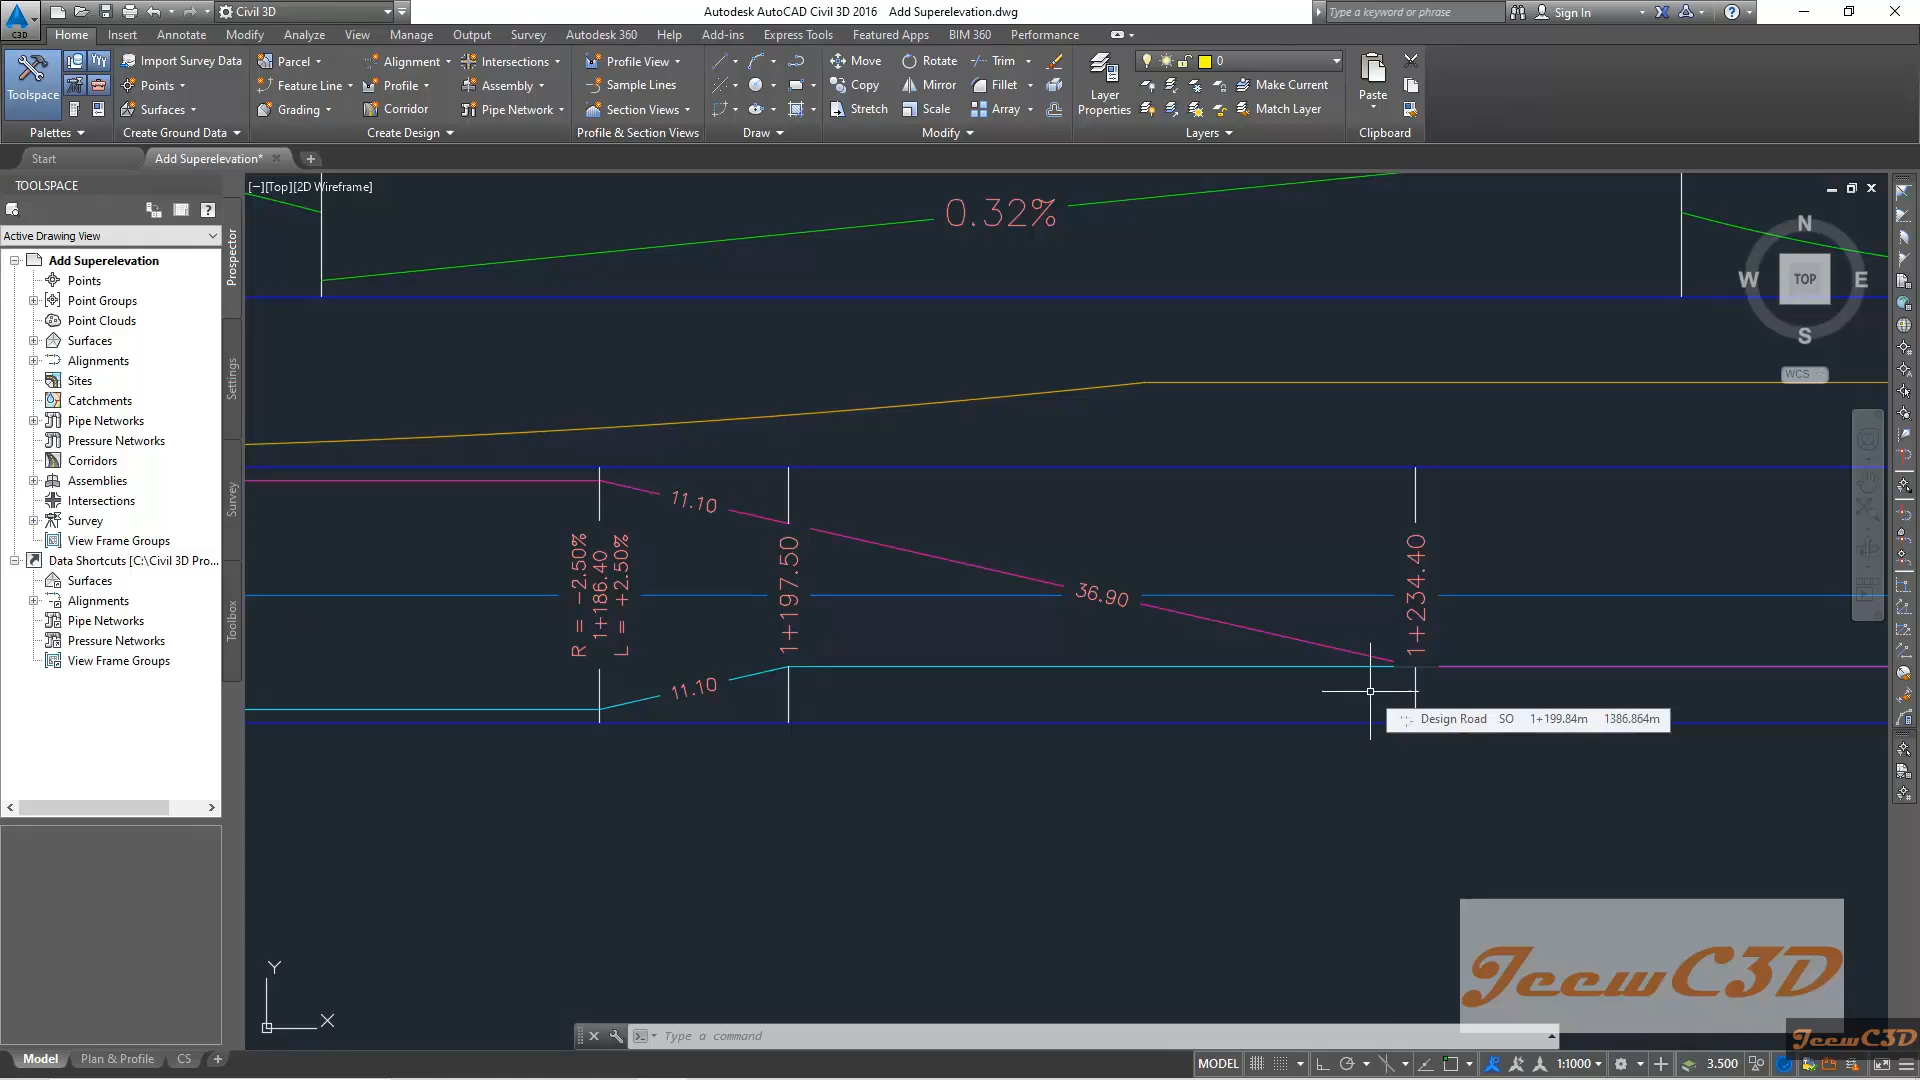 Civil 3D
Autodesk AutoCAD Civil 3D 2016 Add Superelevation.dwg
Type a keyword or phrase
Sign In
C3D
Home Insert Annotate Modify Analyze View Manage Output Survey Autodesk 360 Help Add-ins Express Tools Featured Apps BIM 360 Performance
Import Survey Data Parcel Alignment Intersections Profile View Move Rotate Trim 0
Toolspace Points Feature Line Profile Assembly Sample Lines Copy Mirror Fillet Layer Properties Make Current Paste
Surfaces Grading Corridor Pipe Network Section Views Stretch Scale Array Match Layer
Palettes Create Ground Data Create Design Profile & Section Views Draw Modify Layers Clipboard
Start Add Superelevation*
TOOLSPACE
Active Drawing View
Add Superelevation
Points
Point Groups
Point Clouds
Surfaces
Alignments
Sites
Catchments
Pipe Networks
Pressure Networks
Corridors
Assemblies
Intersections
Survey
View Frame Groups
Data Shortcuts [C:\Civil 3D Pro...
Surfaces
Alignments
Pipe Networks
Pressure Networks
View Frame Groups
Prospector
Settings
Survey
Toolbox
[−][Top][2D Wireframe]
0.32%
N
W TOP E
S
WCS
11.10
R = -2.50%
1+186.40
L = +2.50%
1+197.50
36.90
1+234.40
11.10
Design Road SO 1+199.84m 1386.864m
Y
X
JeewC3D
Type a command
JeewC3D
Model Plan & Profile CS
MODEL 1:1000 3.500